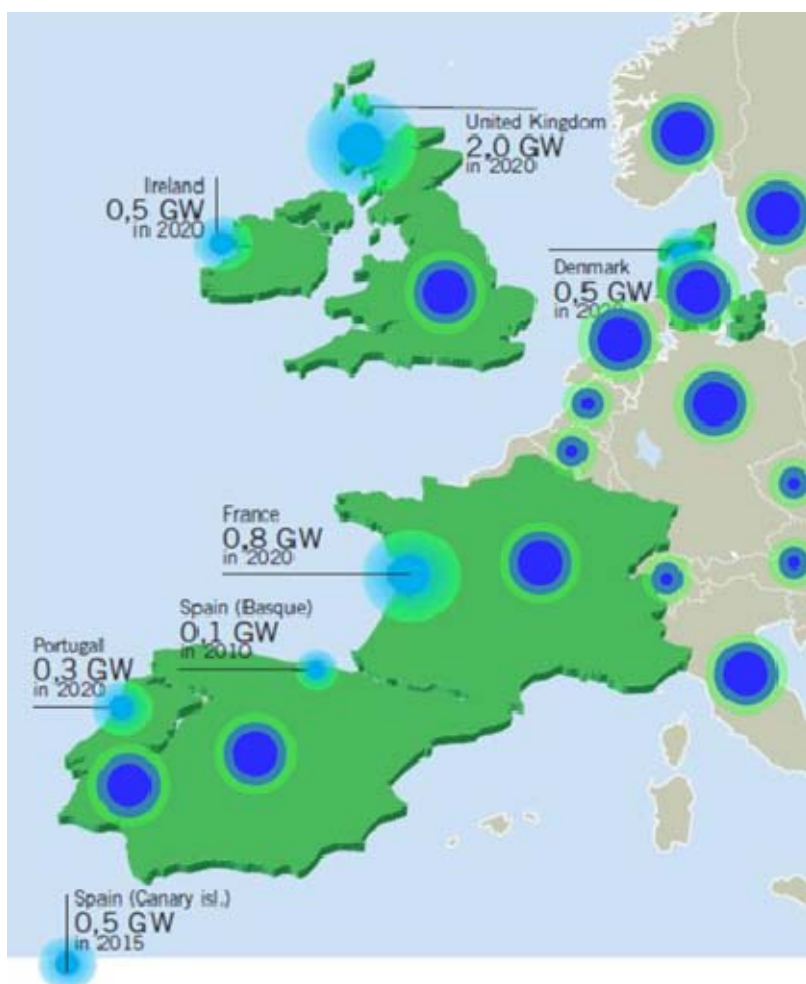 United Kingdom
2,0 GW
in 2020
Ireland
0,5 GW
in 2020
Denmark
0,5 GW
in 2020
France
0,8 GW
in 2020
Spain (Basque)
0,1 GW
in 2010
Portugal
0,3 GW
in 2020
Spain (Canary isl.)
0,5 GW
in 2015